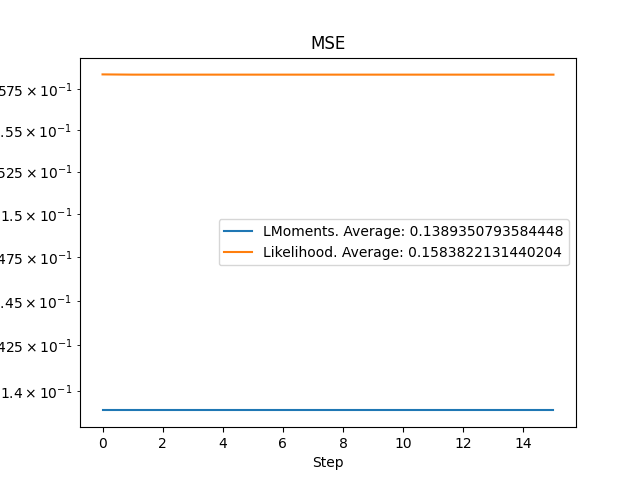 MSE
575 × 10⁻¹
.55 × 10⁻¹
525 × 10⁻¹
1.5 × 10⁻¹
475 × 10⁻¹
.45 × 10⁻¹
425 × 10⁻¹
1.4 × 10⁻¹
LMoments. Average: 0.1389350793584448
Likelihood. Average: 0.1583822131440204
0 2 4 6 8 10 12 14
Step